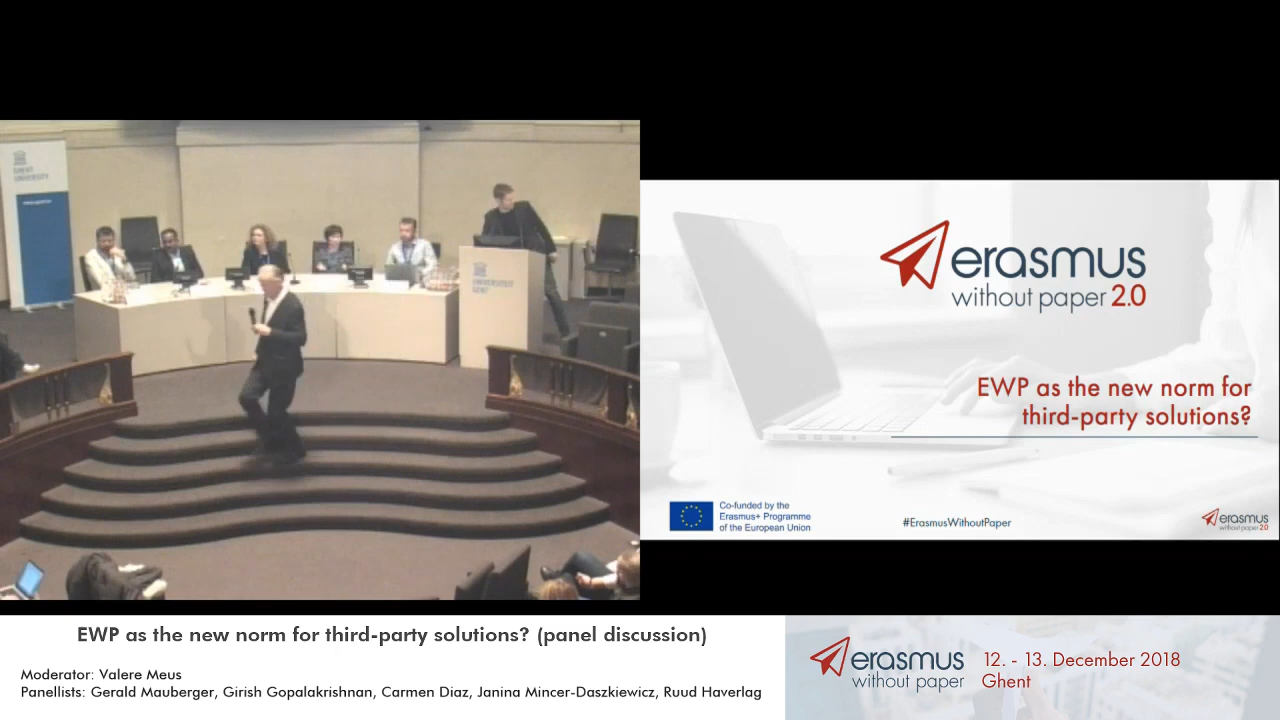 GHENT
UNIVERSITY
UNIVERSITEIT
GENT
erasmus
without paper 2.0
EWP as the new norm for
third-party solutions?
Co-funded by the
Erasmus+ Programme
of the European Union
#ErasmusWithoutPaper
erasmus
without paper 2.0
EWP as the new norm for third-party solutions? (panel discussion)
Moderator: Valere Meus
Panellists: Gerald Mauberger, Girish Gopalakrishnan, Carmen Diaz, Janina Mincer-Daszkiewicz, Ruud Haverlag
erasmus
without paper
12. - 13. December 2018
Ghent